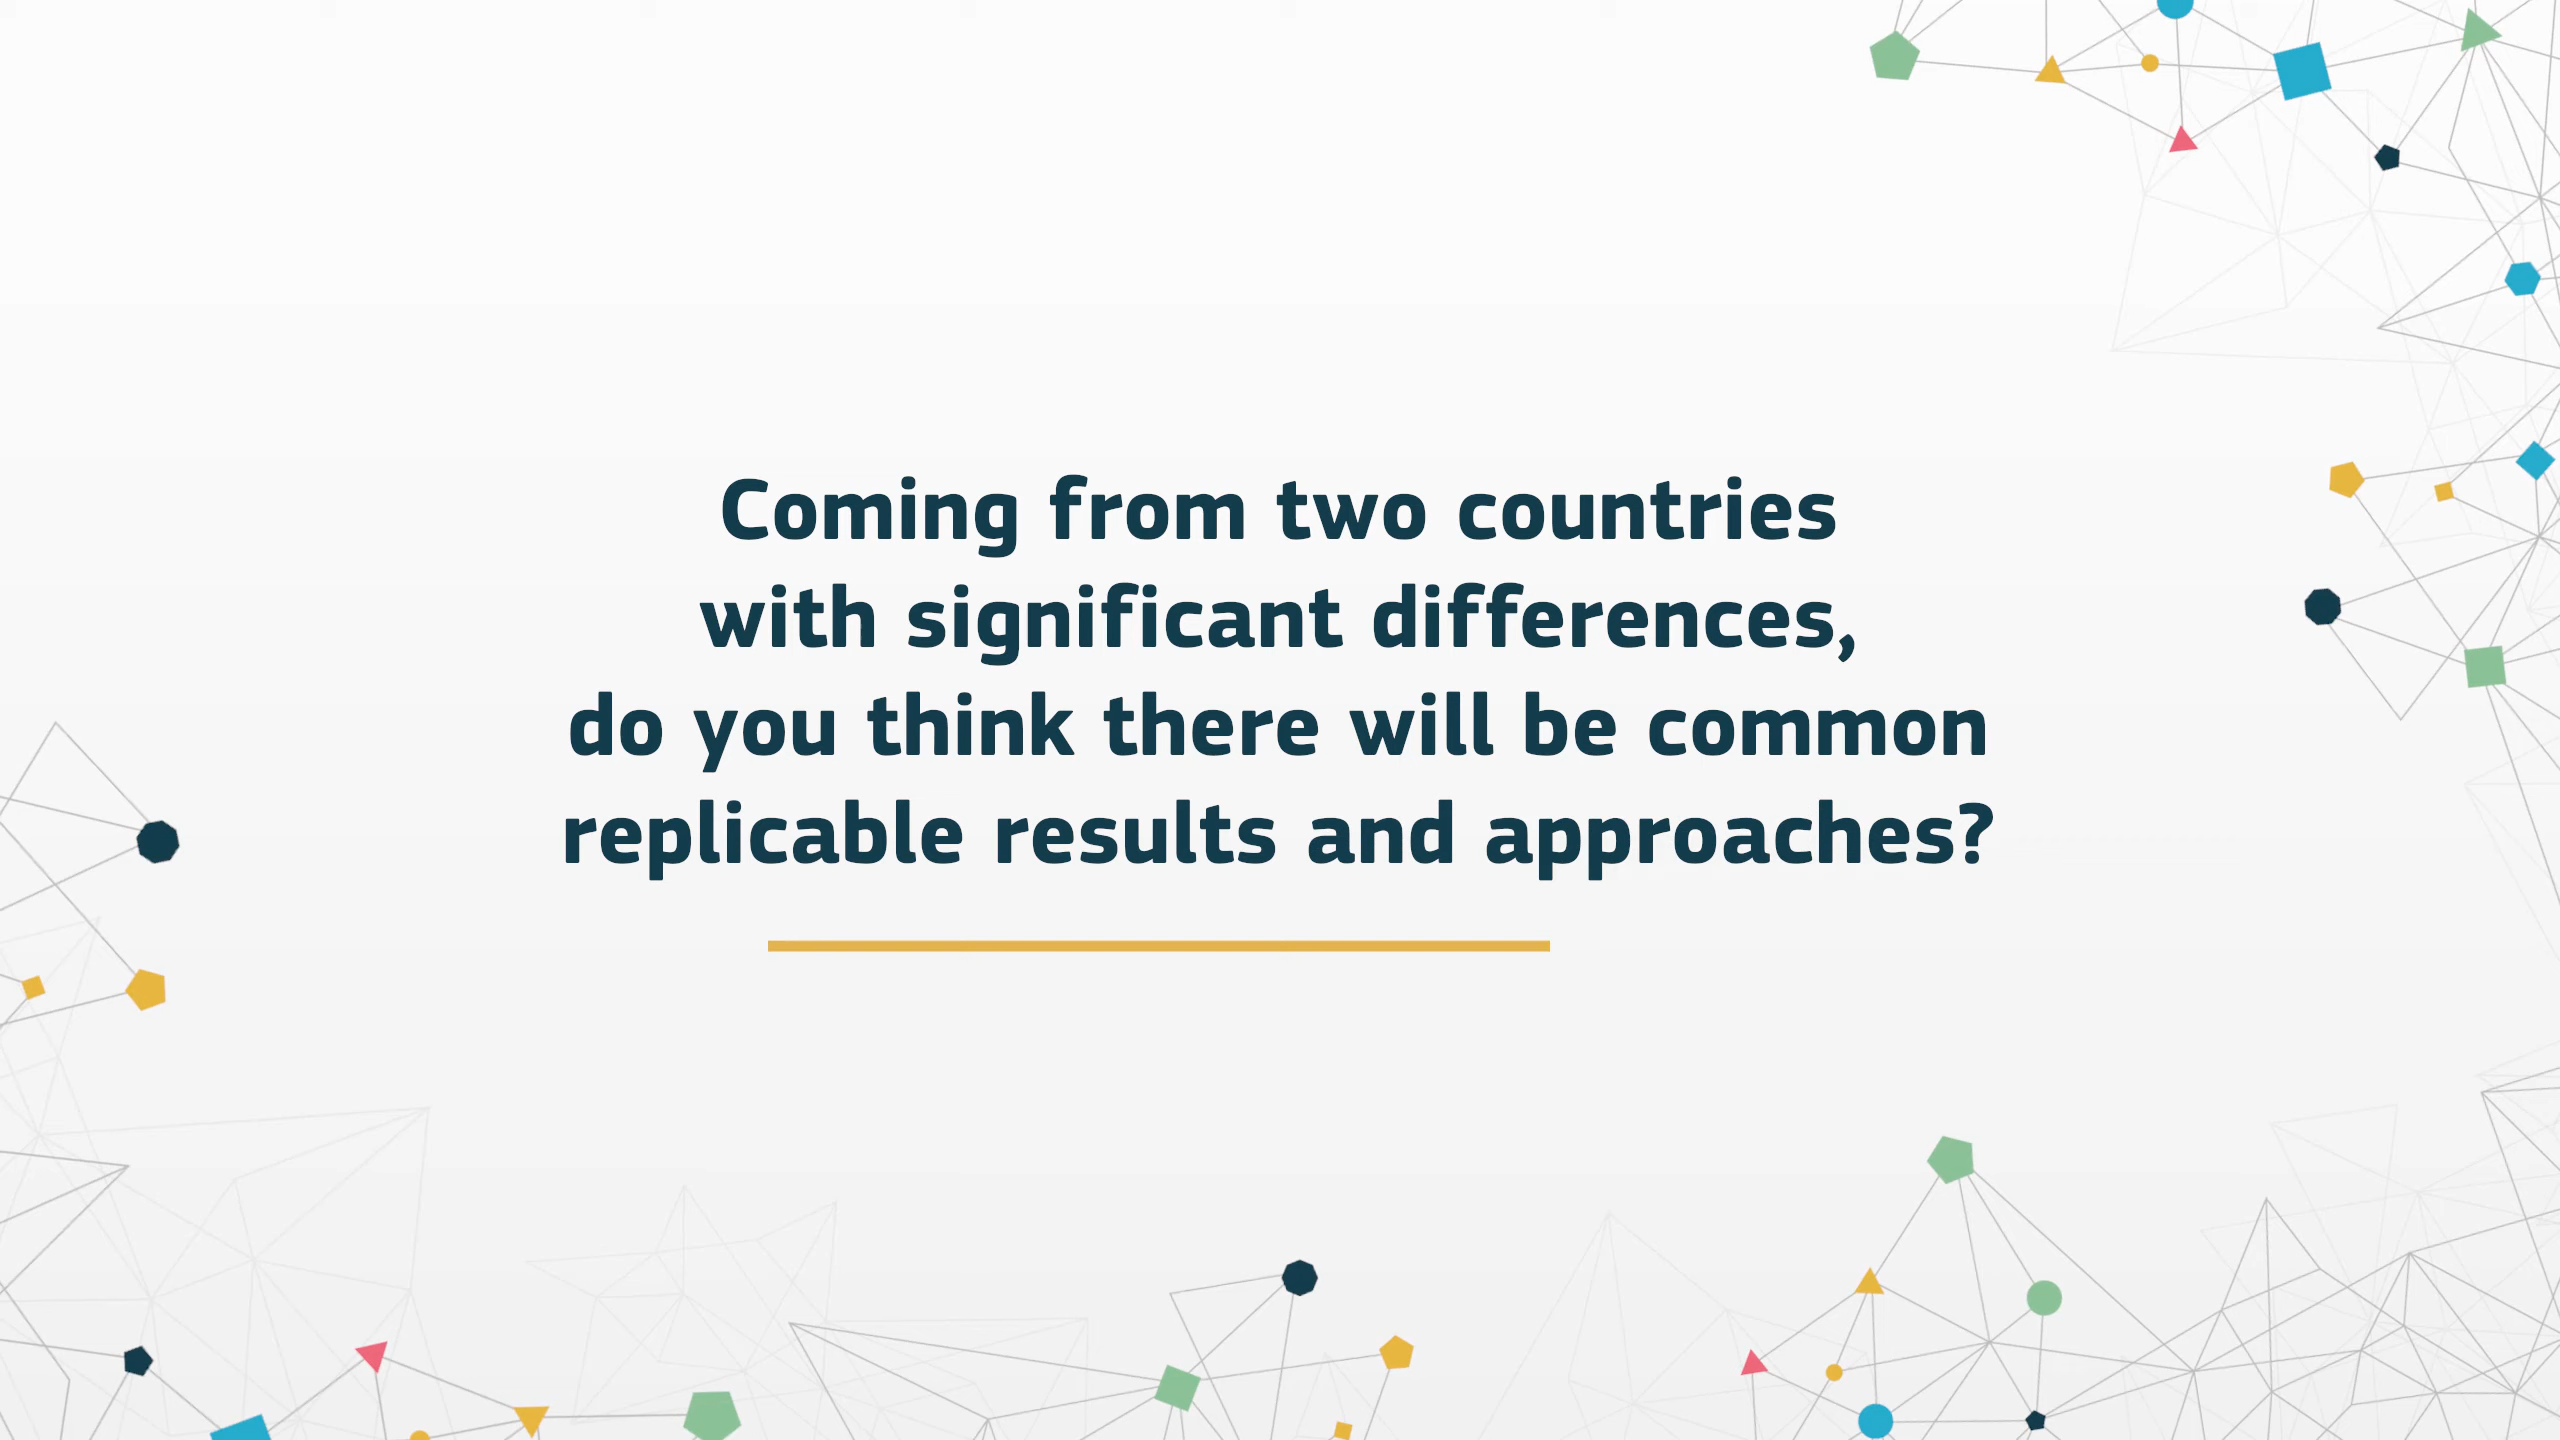 Coming from two countries
with significant differences,
do you think there will be common
replicable results and approaches?